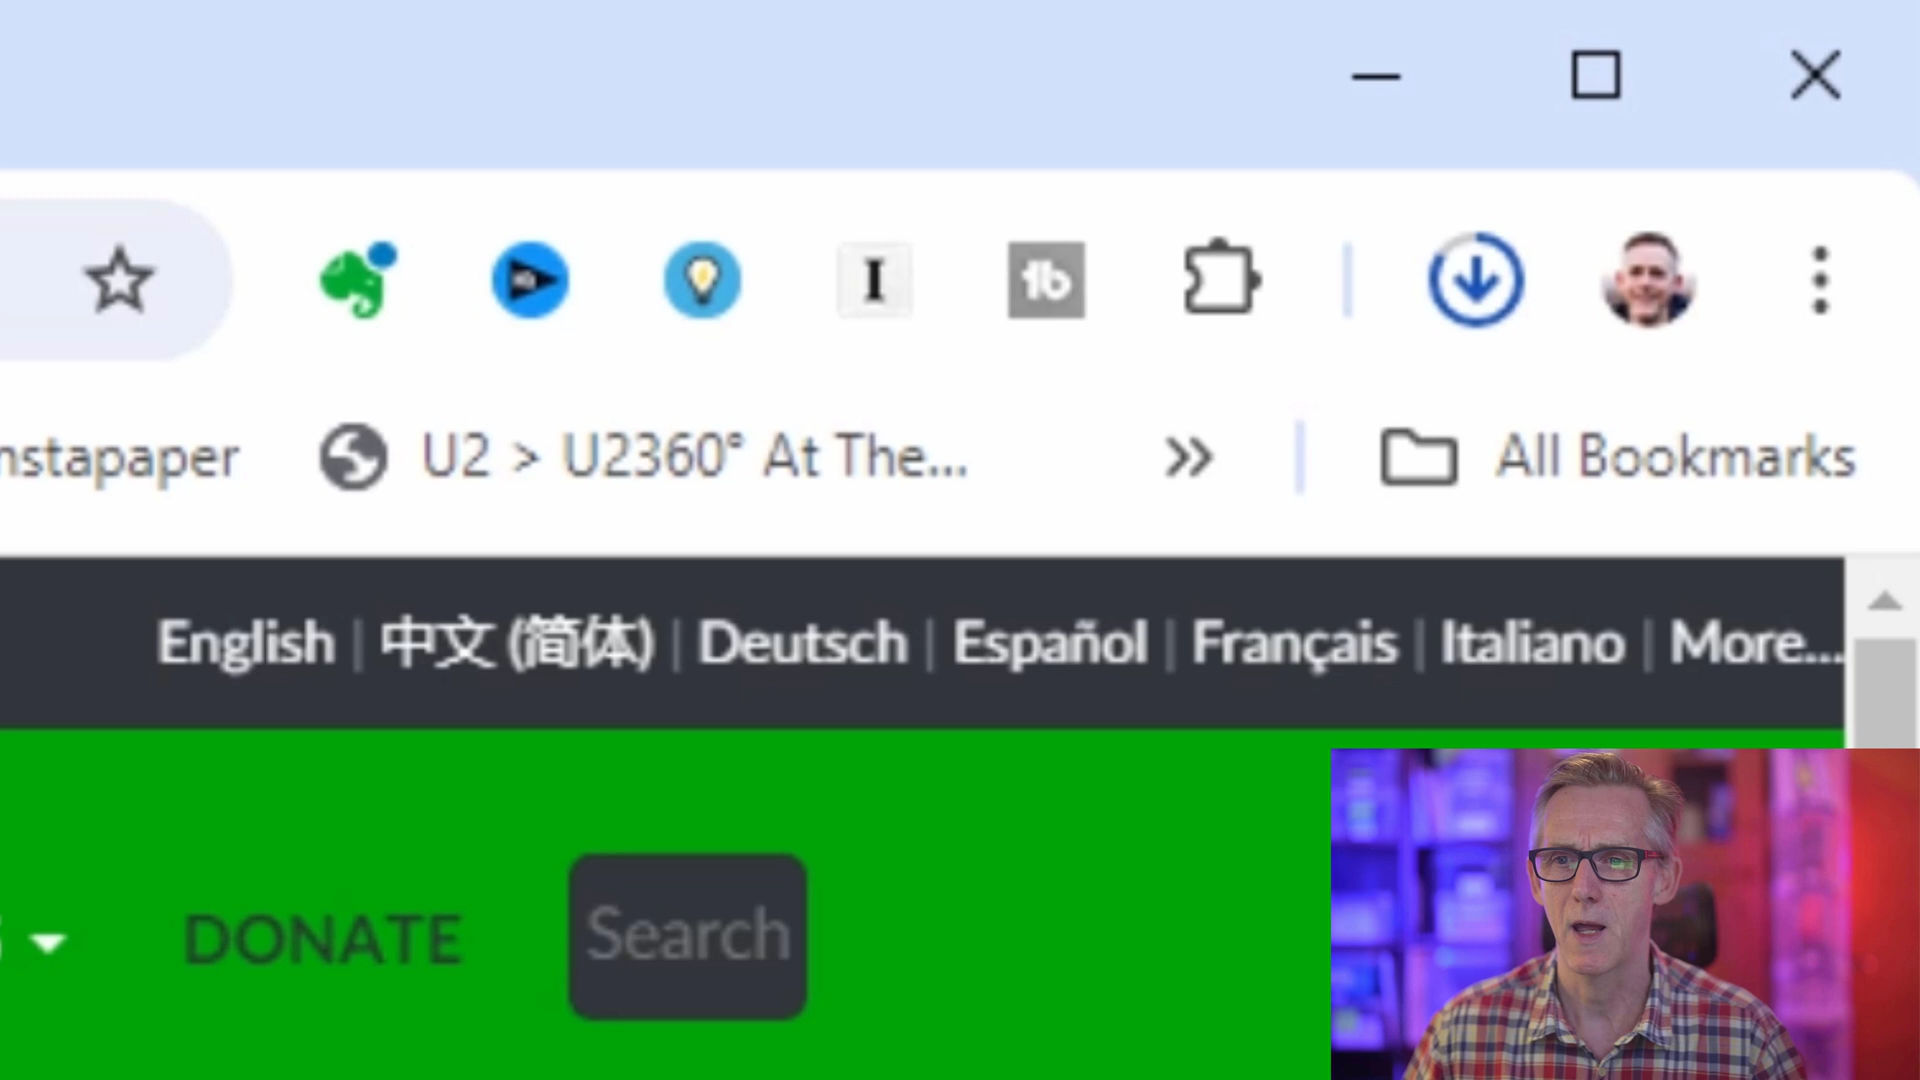 nstapaper U2 > U2360° At The... » All Bookmarks
English | 中文 (简体) | Deutsch | Español | Français | Italiano | More...
DONATE Search